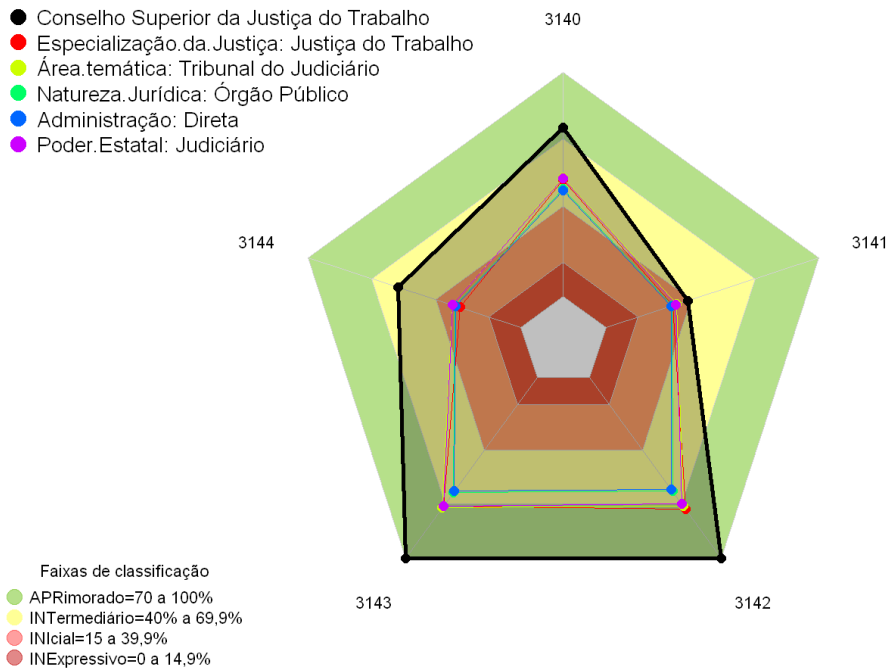 Conselho Superior da Justiça do Trabalho
Especialização.da.Justiça: Justiça do Trabalho
Área.temática: Tribunal do Judiciário
Natureza.Jurídica: Órgão Público
Administração: Direta
Poder.Estatal: Judiciário
3140
3141
3144
3143
3142
Faixas de classificação
APRimorado=70 a 100%
INTermediário=40% a 69,9%
INIcial=15 a 39,9%
INExpressivo=0 a 14,9%